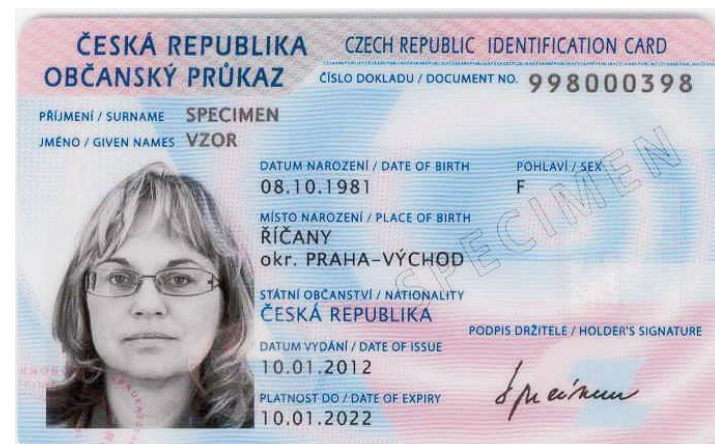 ČESKÁ REPUBLIKA CZECH REPUBLIC IDENTIFICATION CARD
OBČANSKÝ PRŮKAZ ČÍSLO DOKLADU / DOCUMENT NO. 998000398
PŘÍJMENÍ / SURNAME SPECIMEN
JMÉNO / GIVEN NAMES VZOR
DATUM NAROZENÍ / DATE OF BIRTH POHLAVÍ / SEX
08.10.1981 F
MÍSTO NAROZENÍ / PLACE OF BIRTH
ŘÍČANY
okr. PRAHA–VÝCHOD
SPECIMEN
STÁTNÍ OBČANSTVÍ / NATIONALITY
ČESKÁ REPUBLIKA
PODPIS DRŽITELE / HOLDER'S SIGNATURE
DATUM VYDÁNÍ / DATE OF ISSUE
10.01.2012
Specimen
PLATNOST DO / DATE OF EXPIRY
10.01.2022